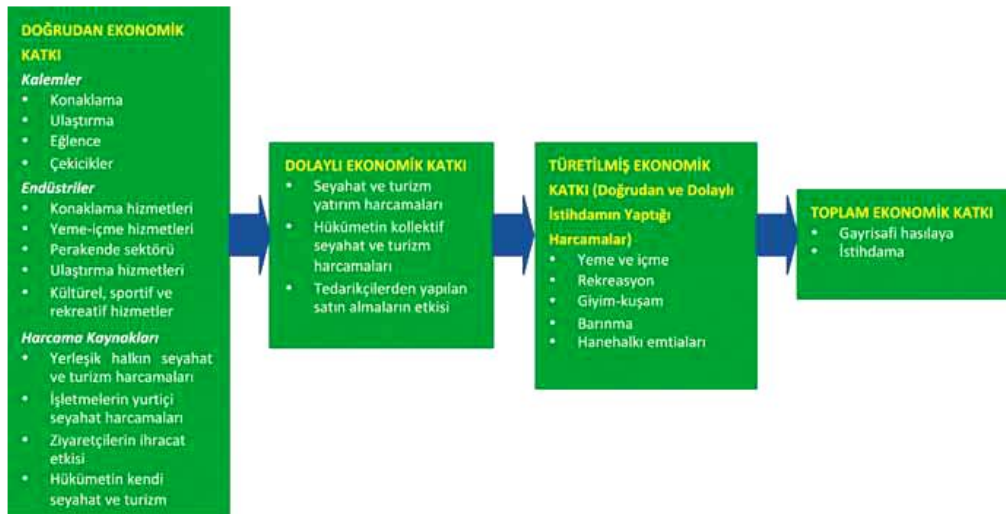 DOĞRUDAN EKONOMİK
KATKI
Kalemler
• Konaklama
• Ulaştırma
• Eğlence
• Çekicikler
Endüstriler
• Konaklama hizmetleri
• Yeme-içme hizmetleri
• Perakende sektörü
• Ulaştırma hizmetleri
• Kültürel, sportif ve
rekreatif hizmetler
Harcama Kaynakları
• Yerleşik halkın seyahat
ve turizm harcamaları
• İşletmelerin yurtiçi
seyahat harcamaları
• Ziyaretçilerin ihracat
etkisi
• Hükümetin kendi
seyahat ve turizm
DOLAYLI EKONOMİK KATKI
• Seyahat ve turizm
yatırım harcamaları
• Hükümetin kollektif
seyahat ve turizm
harcamaları
• Tedarikçilerden yapılan
satın almaların etkisi
TÜRETİLMİŞ EKONOMİK
KATKI (Doğrudan ve Dolaylı
İstihdamın Yaptığı
Harcamalar)
• Yeme ve içme
• Rekreasyon
• Giyim-kuşam
• Barınma
• Hanehalkı emtiaları
TOPLAM EKONOMİK KATKI
• Gayrisafi hasılaya
• İstihdama